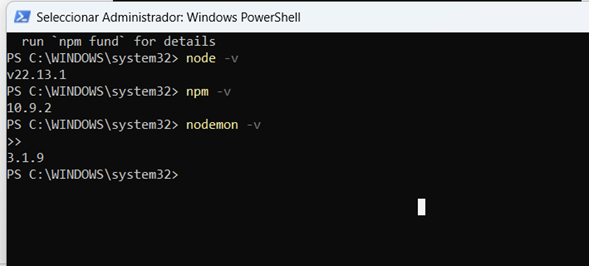 Seleccionar Administrador: Windows PowerShell
run `npm fund` for details
PS C:\WINDOWS\system32> node -v
v22.13.1
PS C:\WINDOWS\system32> npm -v
10.9.2
PS C:\WINDOWS\system32> nodemon -v
>>
3.1.9
PS C:\WINDOWS\system32>